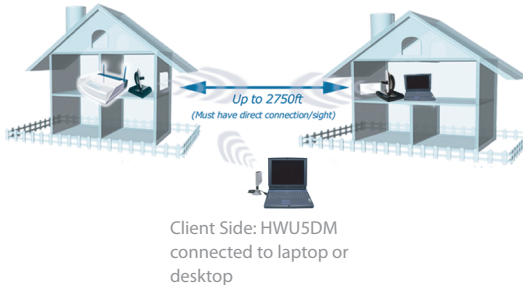 Up to 2750ft
(Must have direct connection/sight)
Client Side: HWU5DM
connected to laptop or
desktop